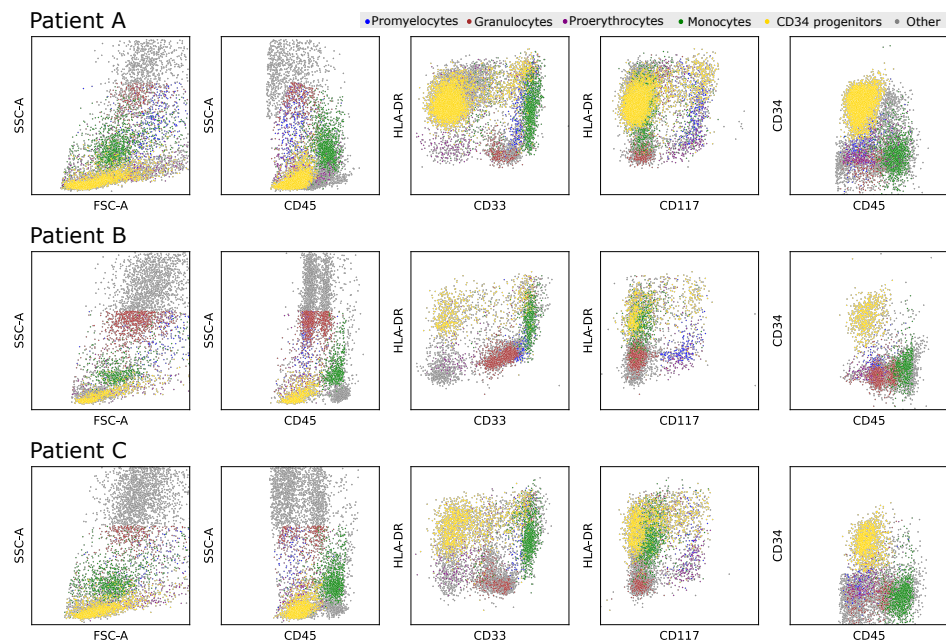 Patient A
Promyelocytes Granulocytes Proerythrocytes Monocytes CD34 progenitors Other
SSC-A SSC-A HLA-DR HLA-DR CD34
FSC-A CD45 CD33 CD117 CD45
Patient B
SSC-A SSC-A HLA-DR HLA-DR CD34
FSC-A CD45 CD33 CD117 CD45
Patient C
SSC-A SSC-A HLA-DR HLA-DR CD34
FSC-A CD45 CD33 CD117 CD45